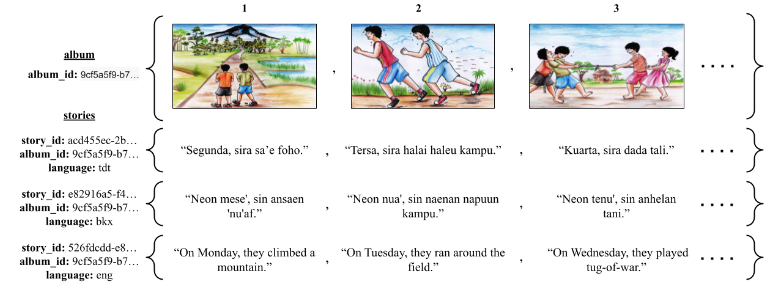 1 2 3
album
album_id: 9cf5a5f9-b7...
stories
story_id: acd455ec-2b...
album_id: 9cf5a5f9-b7...
language: tdt
"Segunda, sira sa'e foho." , "Tersa, sira halai haleu kampu." , "Kuarta, sira dada tali."
story_id: e82916a5-f4...
album_id: 9cf5a5f9-b7...
language: bkx
"Neon mese', sin ansaen
'nu'af." , "Neon nua', sin naenan napuun
kampu." , "Neon tenu', sin anhelan
tani."
story_id: 526fdcdd-e8...
album_id: 9cf5a5f9-b7...
language: eng
"On Monday, they climbed a
mountain." , "On Tuesday, they ran around the
field." , "On Wednesday, they played
tug-of-war."